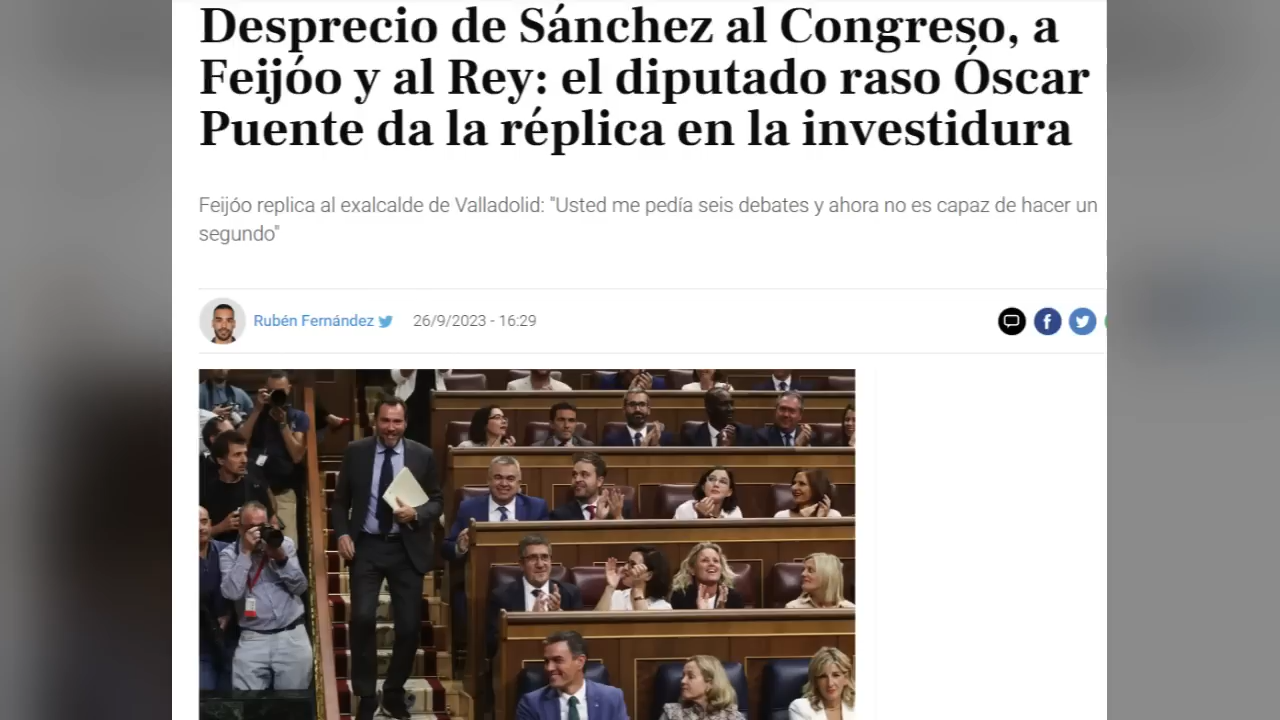 Desprecio de Sánchez al Congreso, a
Feijóo y al Rey: el diputado raso Óscar
Puente da la réplica en la investidura
Feijóo replica al exalcalde de Valladolid: "Usted me pedía seis debates y ahora no es capaz de hacer un
segundo"
Rubén Fernández 26/9/2023 - 16:29